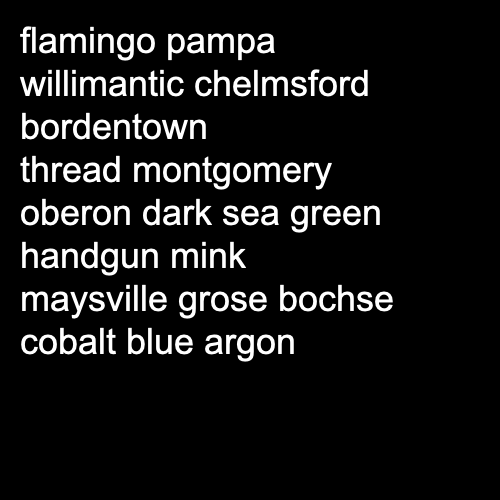 flamingo pampa
willimantic chelmsford
bordentown
thread montgomery
oberon dark sea green
handgun mink
maysville grose bochse
cobalt blue argon